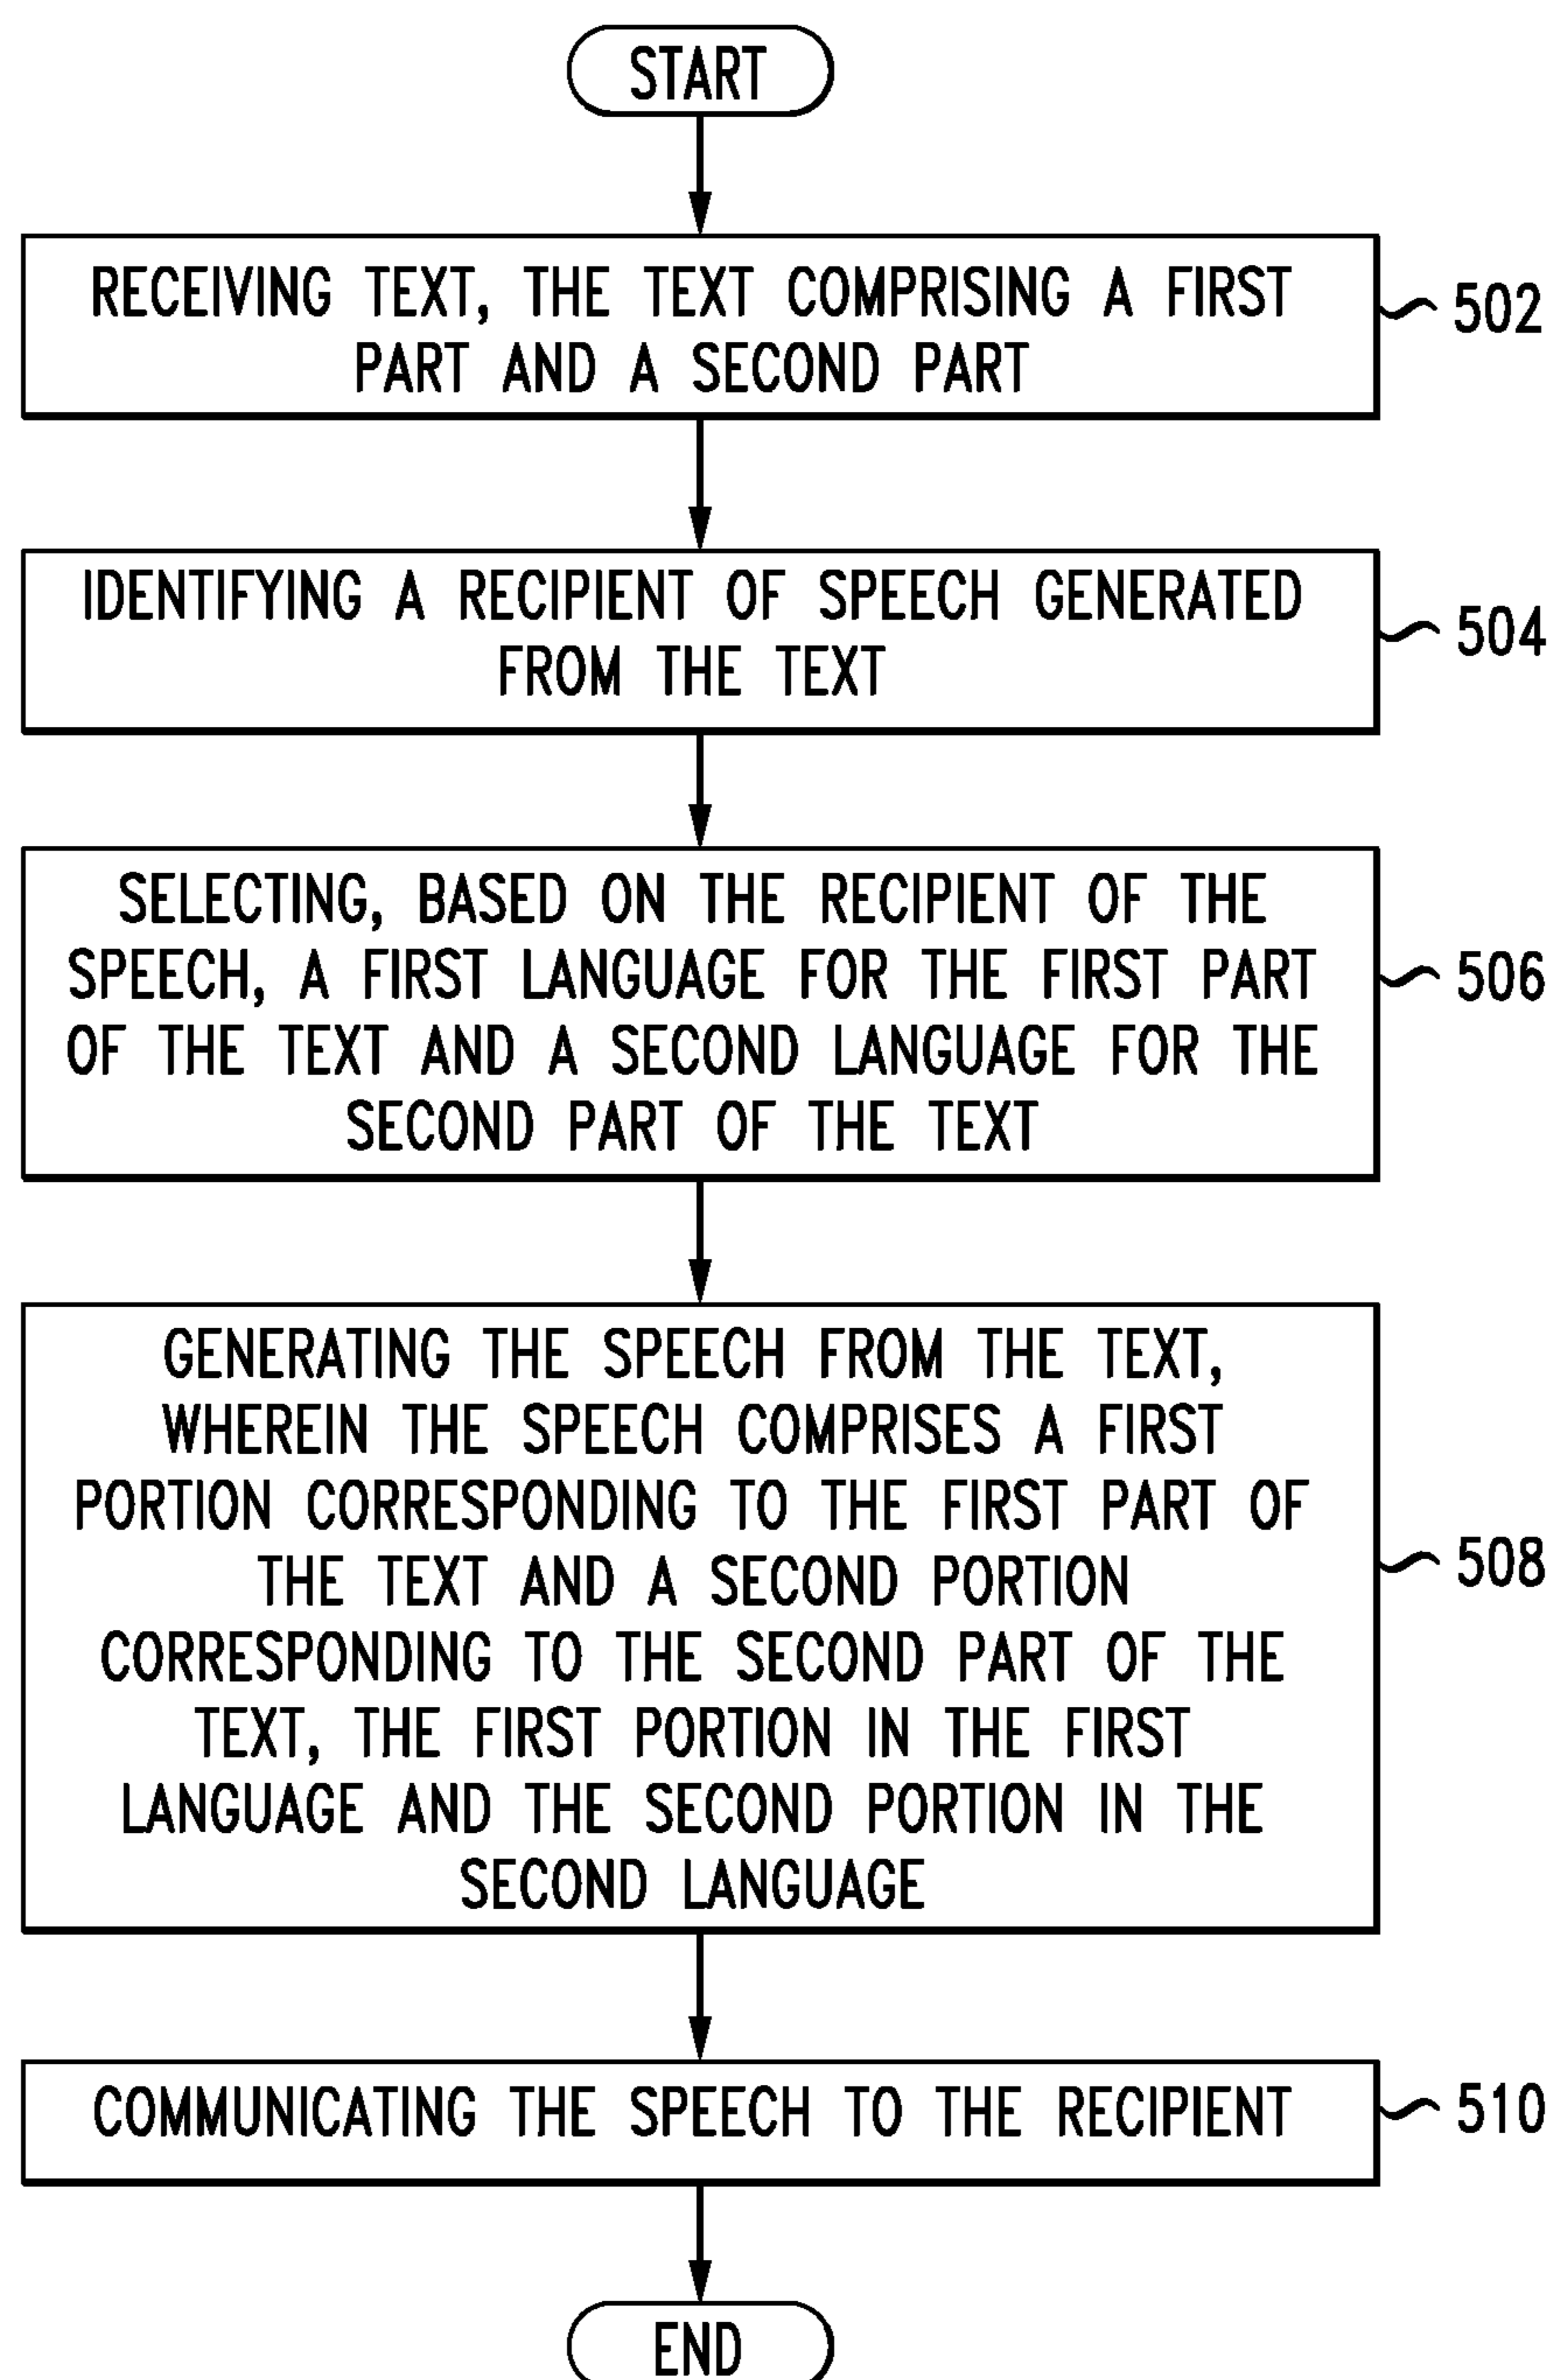 START
RECEIVING TEXT, THE TEXT COMPRISING A FIRST
PART AND A SECOND PART
502
IDENTIFYING A RECIPIENT OF SPEECH GENERATED
FROM THE TEXT
504
SELECTING, BASED ON THE RECIPIENT OF THE
SPEECH, A FIRST LANGUAGE FOR THE FIRST PART
OF THE TEXT AND A SECOND LANGUAGE FOR THE
SECOND PART OF THE TEXT
506
GENERATING THE SPEECH FROM THE TEXT,
WHEREIN THE SPEECH COMPRISES A FIRST
PORTION CORRESPONDING TO THE FIRST PART OF
THE TEXT AND A SECOND PORTION
CORRESPONDING TO THE SECOND PART OF THE
TEXT, THE FIRST PORTION IN THE FIRST
LANGUAGE AND THE SECOND PORTION IN THE
SECOND LANGUAGE
508
COMMUNICATING THE SPEECH TO THE RECIPIENT
510
END